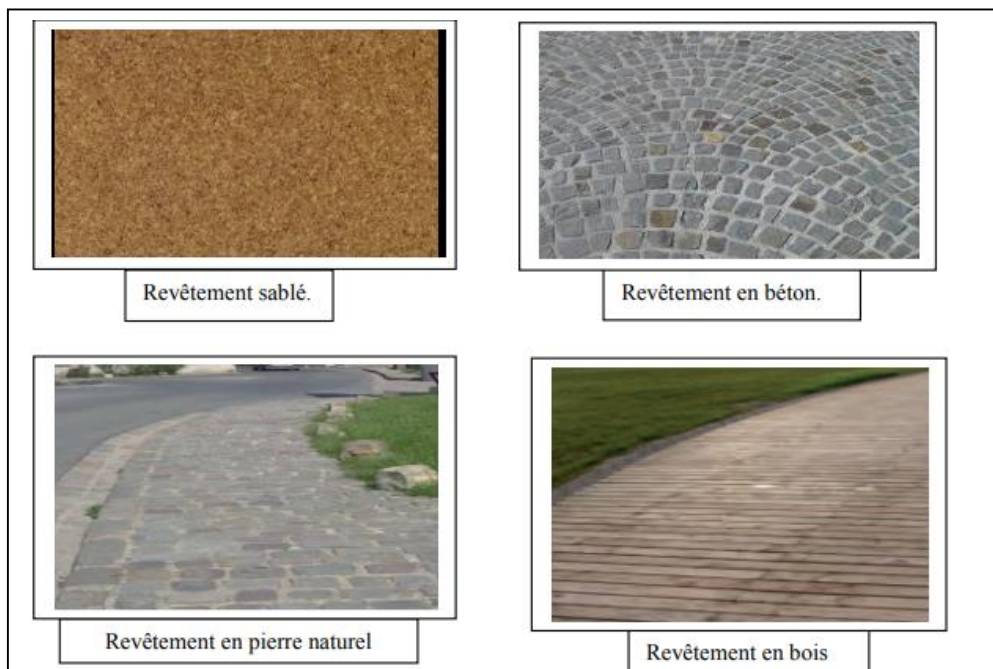 Revêtement sablé.
Revêtement en béton.
Revêtement en pierre naturel
Revêtement en bois